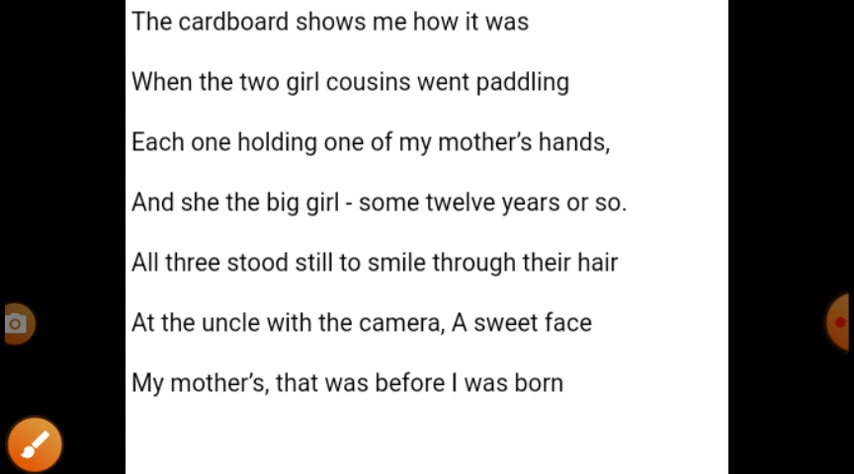 The cardboard shows me how it was
When the two girl cousins went paddling
Each one holding one of my mother’s hands,
And she the big girl - some twelve years or so.
All three stood still to smile through their hair
At the uncle with the camera, A sweet face
My mother’s, that was before I was born